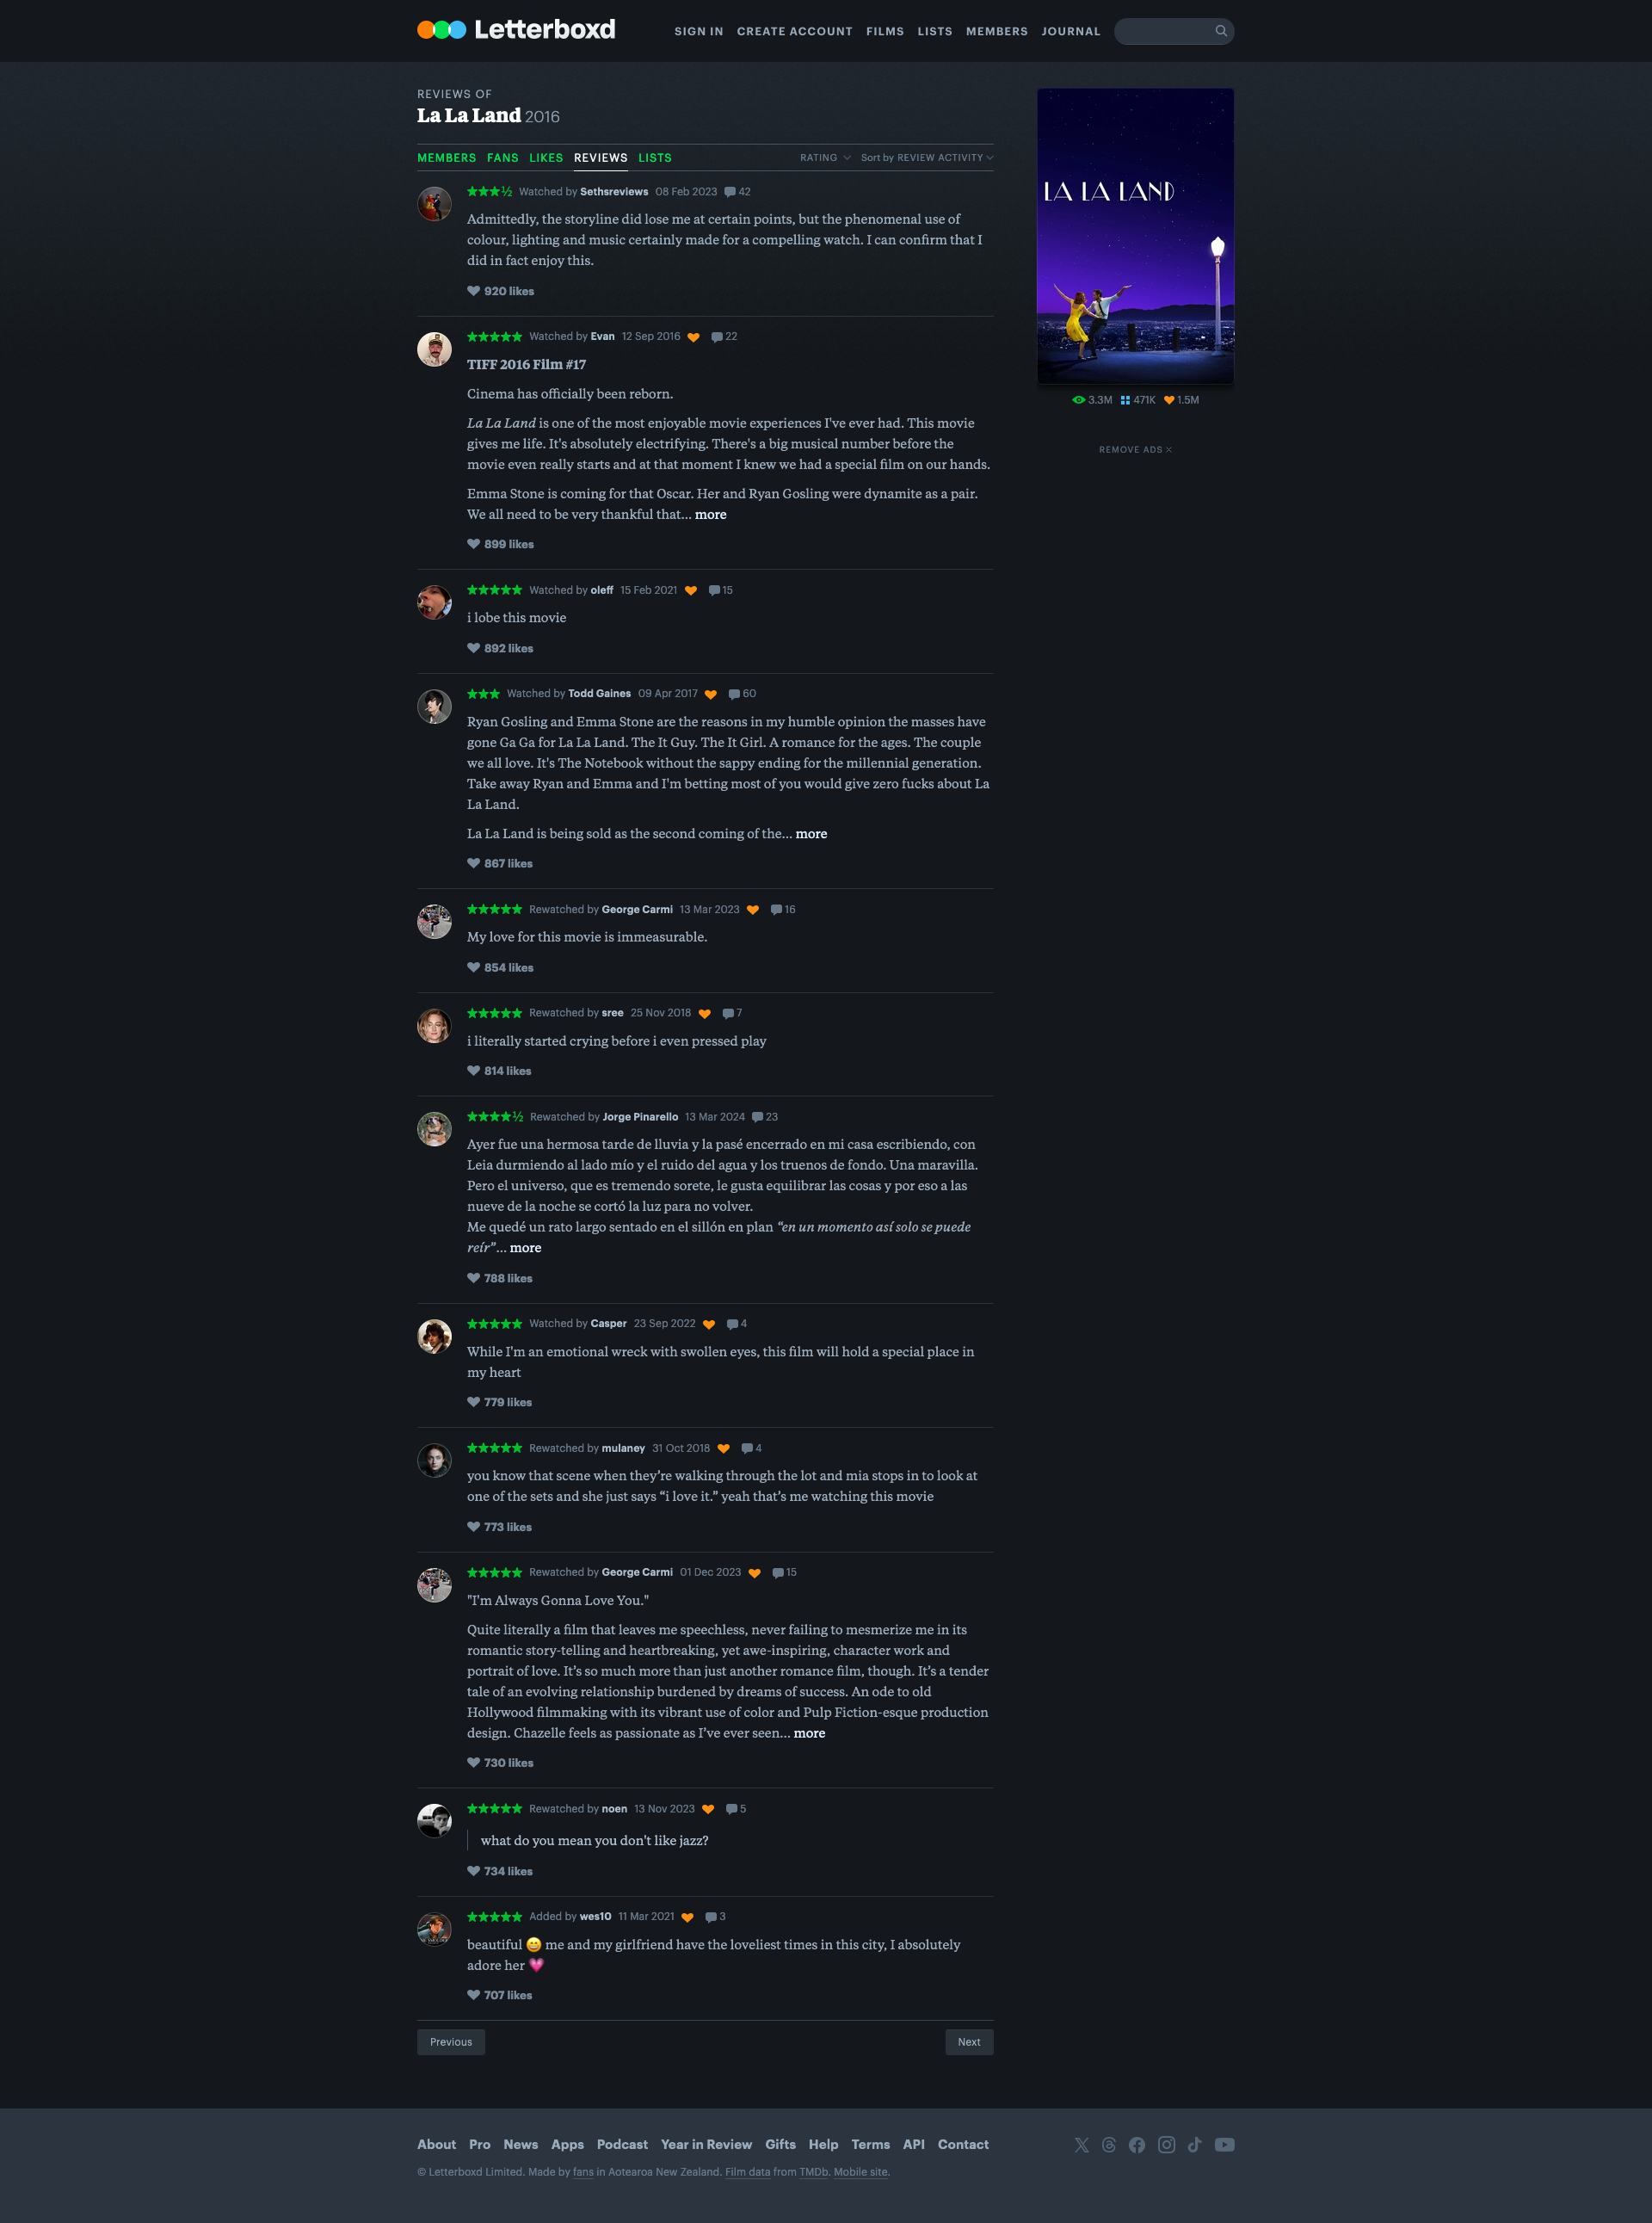 Letterboxd
SIGN IN CREATE ACCOUNT FILMS LISTS MEMBERS JOURNAL
REVIEWS OF
La La Land 2016
MEMBERS FANS LIKES REVIEWS LISTS RATING Sort by REVIEW ACTIVITY
★★★½ Watched by Sethsreviews 08 Feb 2023 42
Admittedly, the storyline did lose me at certain points, but the phenomenal use of
colour, lighting and music certainly made for a compelling watch. I can confirm that I
did in fact enjoy this.
920 likes
★★★★★ Watched by Evan 12 Sep 2016 22
TIFF 2016 Film #17
Cinema has officially been reborn.
La La Land is one of the most enjoyable movie experiences I've ever had. This movie
gives me life. It's absolutely electrifying. There's a big musical number before the
movie even really starts and at that moment I knew we had a special film on our hands.
Emma Stone is coming for that Oscar. Her and Ryan Gosling were dynamite as a pair.
We all need to be very thankful that... more
899 likes
★★★★★ Watched by oleff 15 Feb 2021 15
i lobe this movie
892 likes
★★★ Watched by Todd Gaines 09 Apr 2017 60
Ryan Gosling and Emma Stone are the reasons in my humble opinion the masses have
gone Ga Ga for La La Land. The It Guy. The It Girl. A romance for the ages. The couple
we all love. It's The Notebook without the sappy ending for the millennial generation.
Take away Ryan and Emma and I'm betting most of you would give zero fucks about La
La Land.
La La Land is being sold as the second coming of the... more
867 likes
★★★★★ Rewatched by George Carmi 13 Mar 2023 16
My love for this movie is immeasurable.
854 likes
★★★★★ Rewatched by sree 25 Nov 2018 7
i literally started crying before i even pressed play
814 likes
★★★★½ Rewatched by Jorge Pinarello 13 Mar 2024 23
Ayer fue una hermosa tarde de lluvia y la pasé encerrado en mi casa escribiendo, con
Leia durmiendo al lado mío y el ruido del agua y los truenos de fondo. Una maravilla.
Pero el universo, que es tremendo sorete, le gusta equilibrar las cosas y por eso a las
nueve de la noche se cortó la luz para no volver.
Me quedé un rato largo sentado en el sillón en plan “en un momento así solo se puede
reír”... more
788 likes
★★★★★ Watched by Casper 23 Sep 2022 4
While I'm an emotional wreck with swollen eyes, this film will hold a special place in
my heart
779 likes
★★★★★ Rewatched by mulaney 31 Oct 2018 4
you know that scene when they’re walking through the lot and mia stops in to look at
one of the sets and she just says “i love it.” yeah that’s me watching this movie
773 likes
★★★★★ Rewatched by George Carmi 01 Dec 2023 15
"I'm Always Gonna Love You."
Quite literally a film that leaves me speechless, never failing to mesmerize me in its
romantic story-telling and heartbreaking, yet awe-inspiring, character work and
portrait of love. It’s so much more than just another romance film, though. It’s a tender
tale of an evolving relationship burdened by dreams of success. An ode to old
Hollywood filmmaking with its vibrant use of color and Pulp Fiction-esque production
design. Chazelle feels as passionate as I’ve ever seen... more
730 likes
★★★★★ Rewatched by noen 13 Nov 2023 5
what do you mean you don't like jazz?
734 likes
★★★★★ Added by wes10 11 Mar 2021 3
beautiful 😄 me and my girlfriend have the loveliest times in this city, I absolutely
adore her 💗
707 likes
Previous Next
LA LA LAND
3.3M 471K 1.5M
REMOVE ADS
About Pro News Apps Podcast Year in Review Gifts Help Terms API Contact
© Letterboxd Limited. Made by fans in Aotearoa New Zealand. Film data from TMDb. Mobile site.